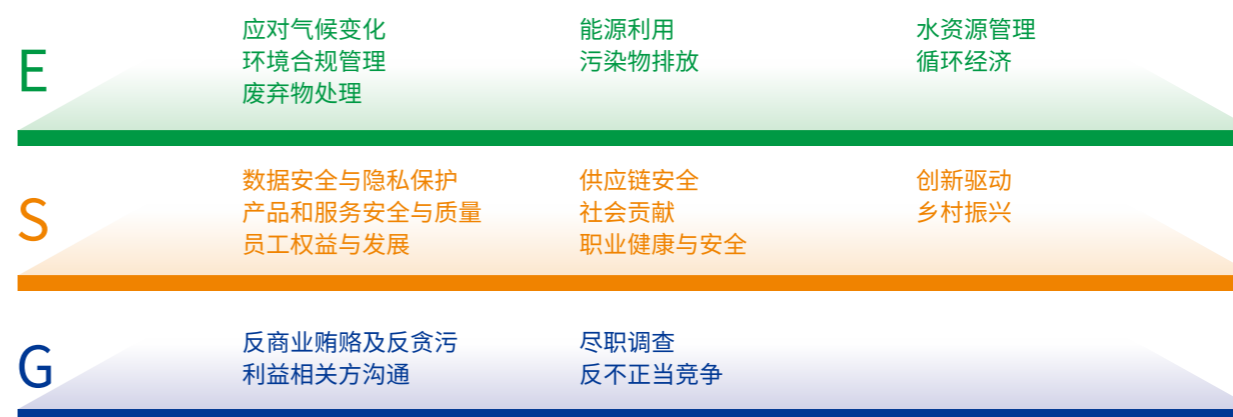 E
应对气候变化 能源利用 水资源管理
环境合规管理 污染物排放 循环经济
废弃物处理
S
数据安全与隐私保护 供应链安全 创新驱动
产品和服务安全与质量 社会贡献 乡村振兴
员工权益与发展 职业健康与安全
G
反商业贿赂及反贪污 尽职调查
利益相关方沟通 反不正当竞争